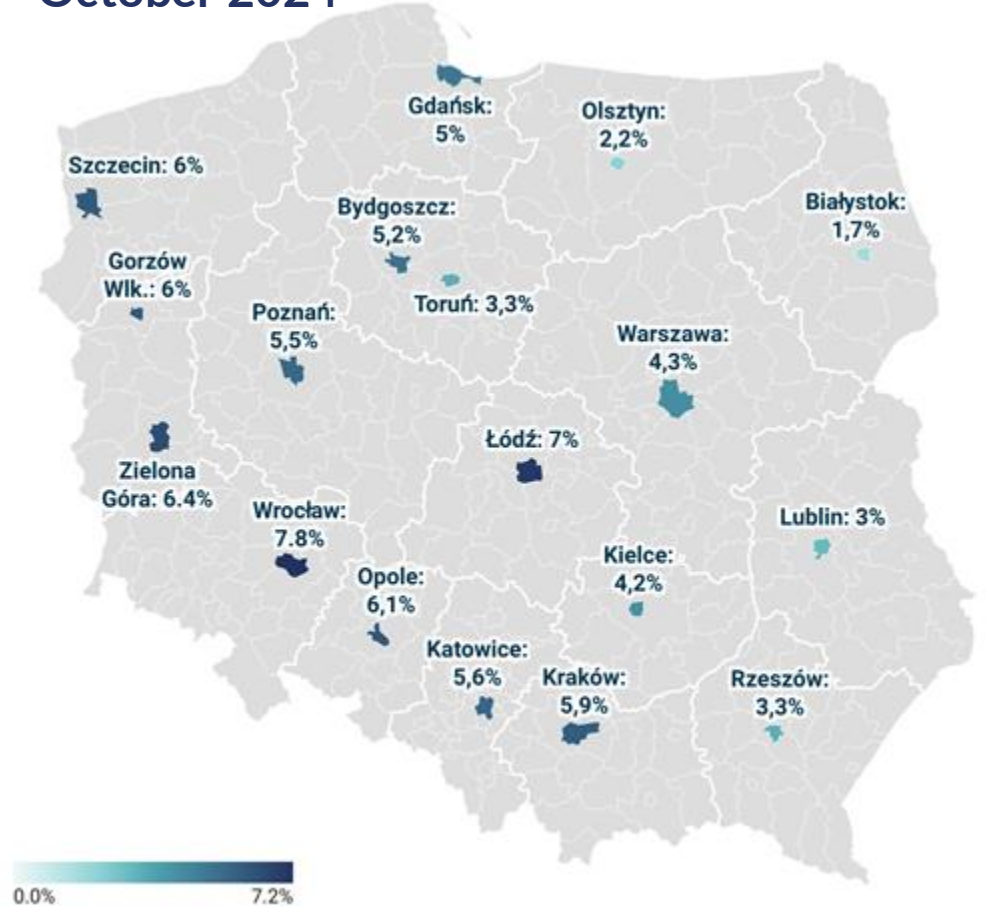 October 2024
Gdańsk:
5%
Olsztyn:
2,2%
Szczecin: 6%
Białystok:
1,7%
Bydgoszcz:
5,2%
Gorzów
Wlk.: 6%
Toruń: 3,3%
Poznań:
5,5%
Warszawa:
4,3%
Łódź: 7%
Zielona
Góra: 6.4%
Wrocław:
7.8%
Lublin: 3%
Kielce:
4,2%
Opole:
6,1%
Katowice:
5,6%
Kraków:
5,9%
Rzeszów:
3,3%
0.0%
7.2%